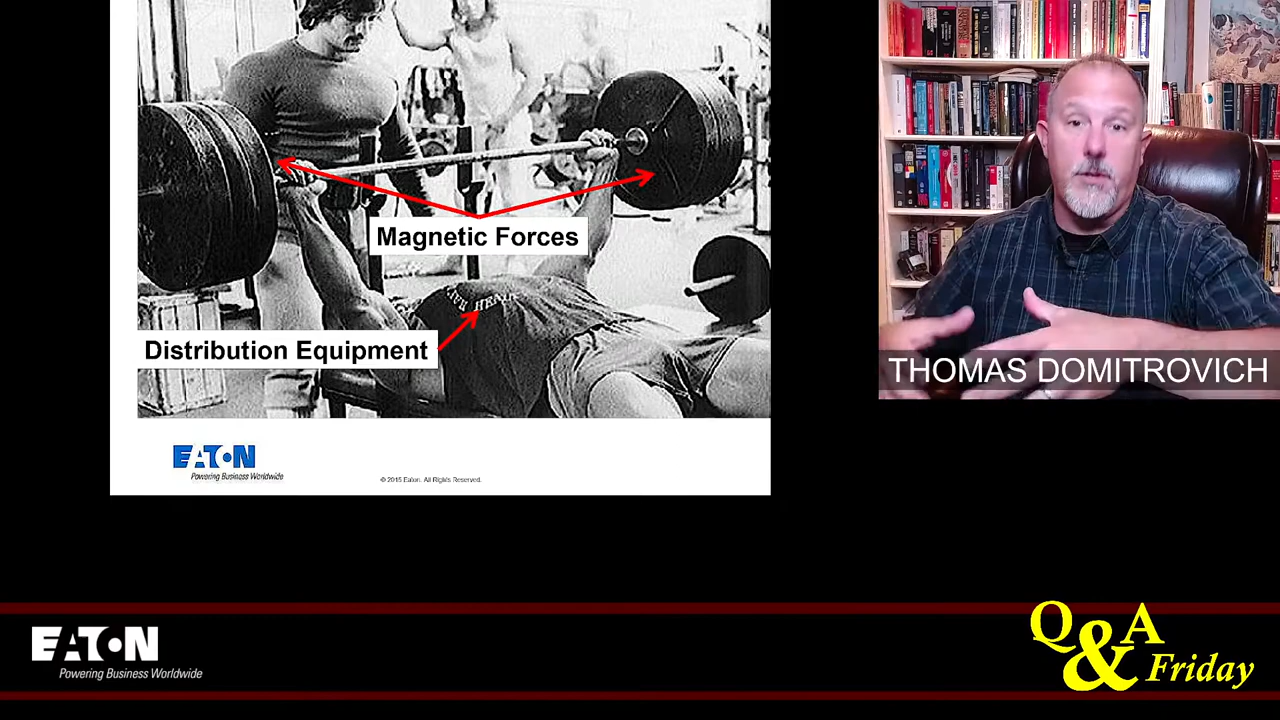 Magnetic Forces
Distribution Equipment
EATON
Powering Business Worldwide
© 2015 Eaton. All Rights Reserved.
THOMAS DOMITROVICH
EATON
Powering Business Worldwide
Q&A
Friday